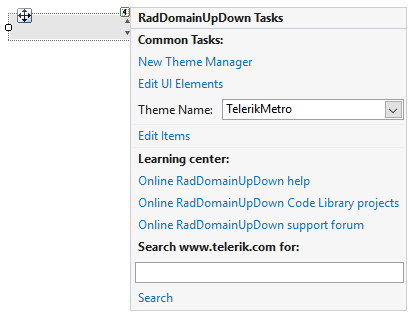 RadDomainUpDown Tasks
Common Tasks:
New Theme Manager
Edit UI Elements
Theme Name: TelerikMetro
Edit Items
Learning center:
Online RadDomainUpDown help
Online RadDomainUpDown Code Library projects
Online RadDomainUpDown support forum
Search www.telerik.com for:
Search